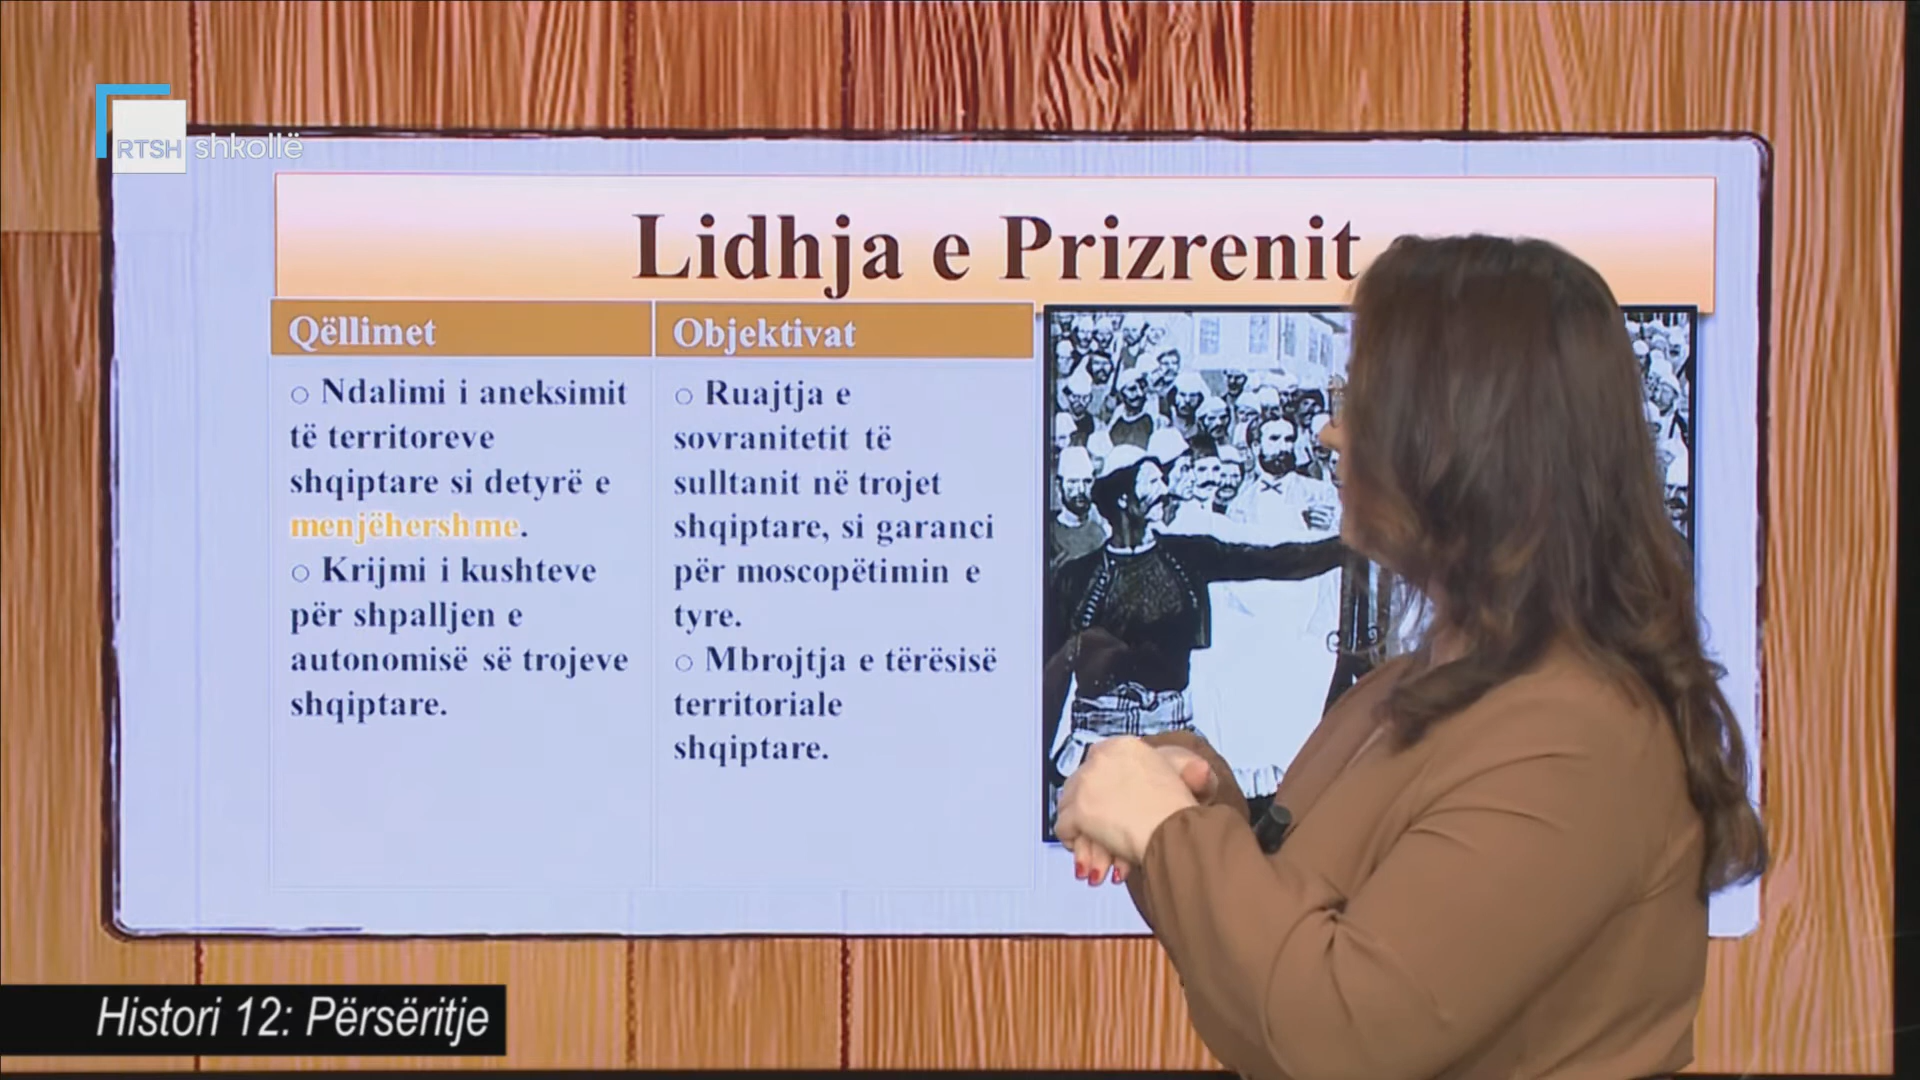 RTSH shkollë
Lidhja e Prizrenit
Qëllimet
○ Ndalimi i aneksimit
të territoreve
shqiptare si detyrë e
menjëhershme.
○ Krijmi i kushteve
për shpalljen e
autonomisë së trojeve
shqiptare.
Objektivat
○ Ruajtja e
sovranitetit të
sulltanit në trojet
shqiptare, si garanci
për moscopëtimin e
tyre.
○ Mbrojtja e tërësisë
territoriale
shqiptare.
Histori 12: Përsëritje